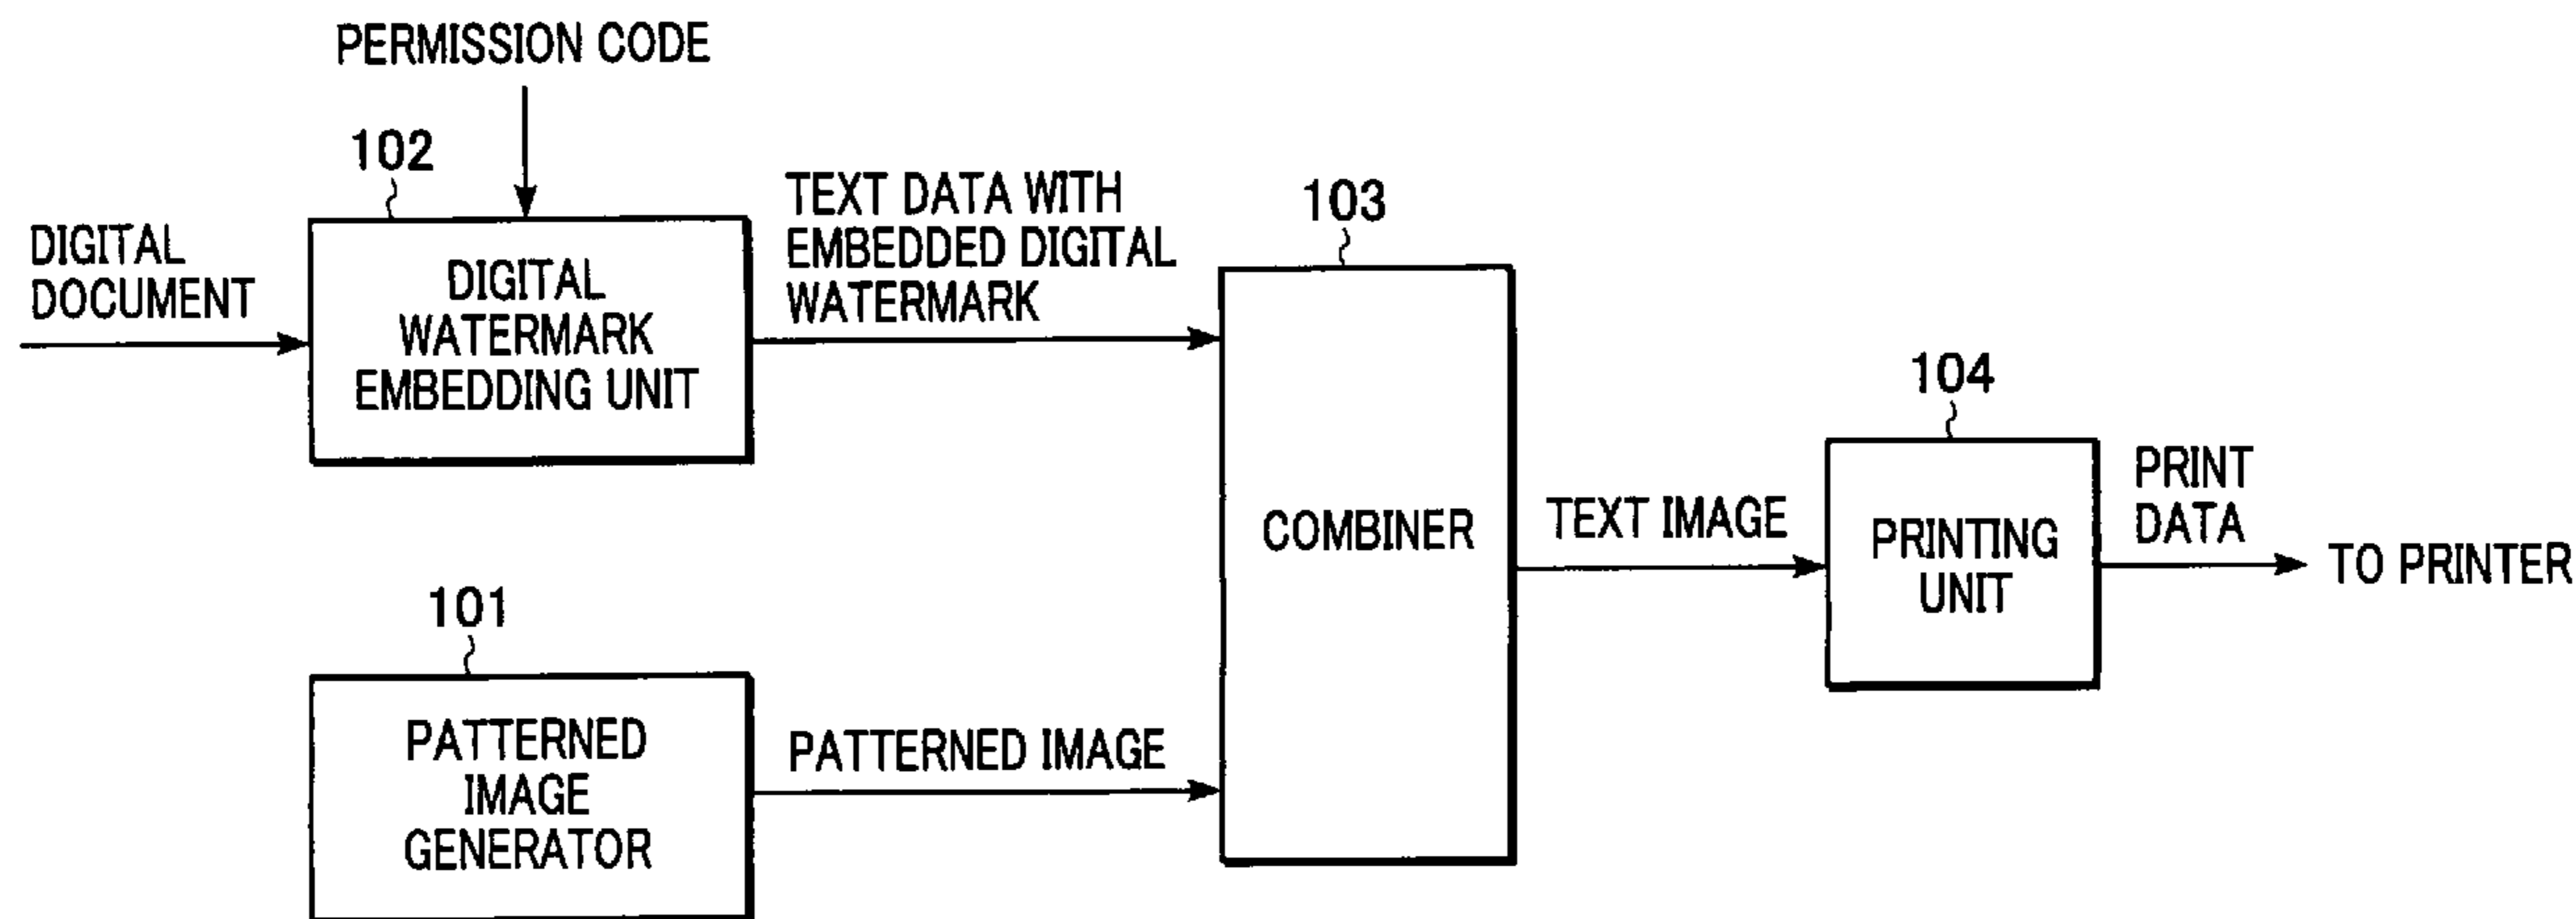 PERMISSION CODE
102
DIGITAL
DOCUMENT
DIGITAL
WATERMARK
EMBEDDING UNIT
TEXT DATA WITH
EMBEDDED DIGITAL
WATERMARK
103
COMBINER
101
PATTERNED
IMAGE
GENERATOR
PATTERNED IMAGE
TEXT IMAGE
104
PRINTING
UNIT
PRINT
DATA
TO PRINTER